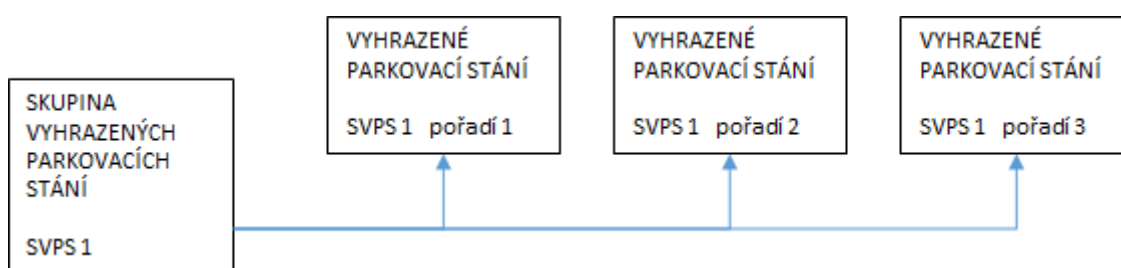 SKUPINA
VYHRAZENÝCH
PARKOVACÍCH
STÁNÍ
SVPS 1
VYHRAZENÉ
PARKOVACÍ STÁNÍ
SVPS 1 pořadí 1
VYHRAZENÉ
PARKOVACÍ STÁNÍ
SVPS 1 pořadí 2
VYHRAZENÉ
PARKOVACÍ STÁNÍ
SVPS 1 pořadí 3